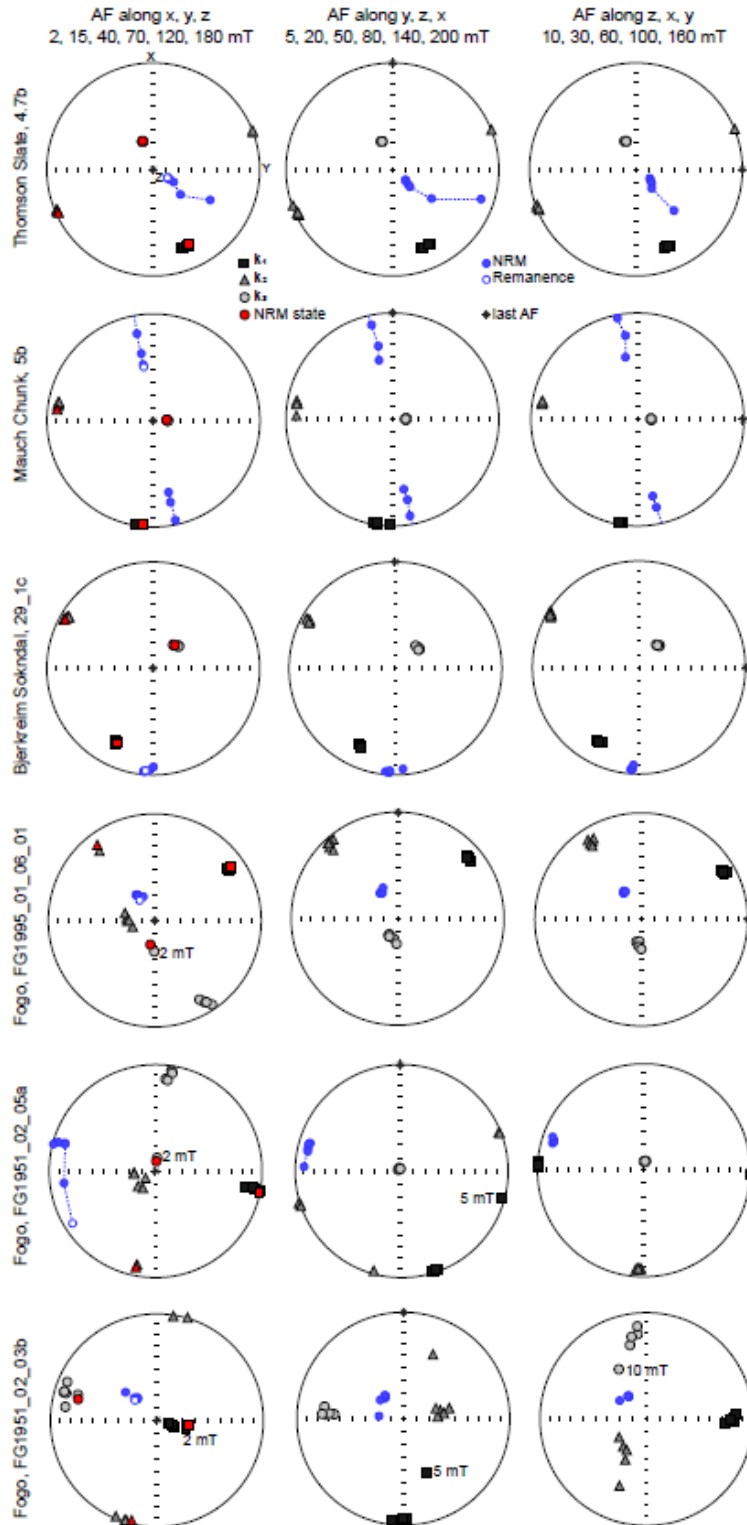 AF along x, y, z
2, 15, 40, 70, 120, 180 mT
AF along y, z, x
5, 20, 50, 80, 140, 200 mT
AF along z, x, y
10, 30, 60, 100, 160 mT
Thomson Slate, 4.7b
X
Y
Z
k₁
k₂
k₃
NRM state
NRM
Remanence
last AF
Mauch Chunk, 5b
Bjerkreim Sokndal, 29_1c
Fogo, FG1995_01_06_01
2 mT
Fogo, FG1951_02_05a
2 mT
5 mT
Fogo, FG1951_02_03b
2 mT
5 mT
10 mT